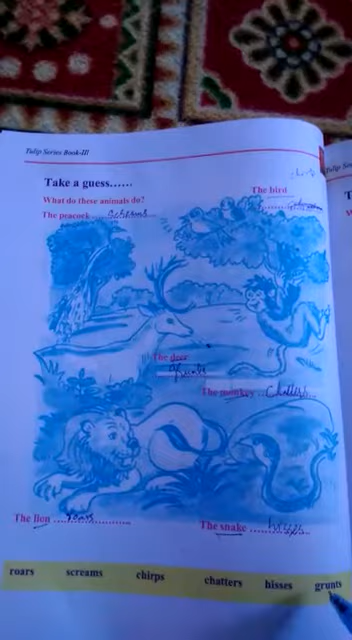 Tulip Series Book-III
Take a guess......
What do these animals do?
The bird
The peacock ... screams
The deer
grunts
The monkey ... chatters
The lion ... roars
The snake ... hisses
roars screams chirps chatters hisses grunts